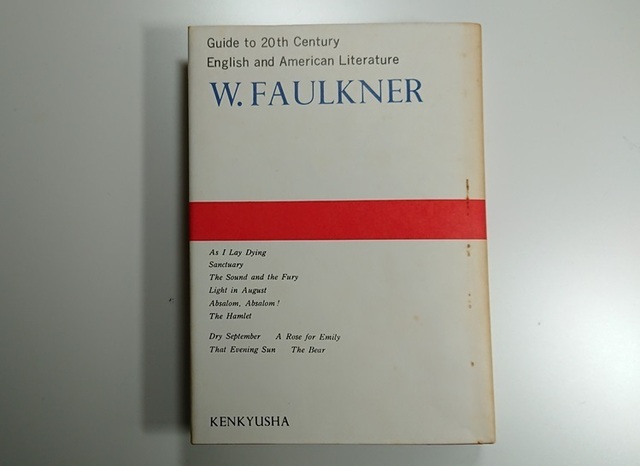 Guide to 20th Century
English and American Literature
W. FAULKNER
As I Lay Dying
Sanctuary
The Sound and the Fury
Light in August
Absalom, Absalom!
The Hamlet
Dry September A Rose for Emily
That Evening Sun The Bear
KENKYUSHA